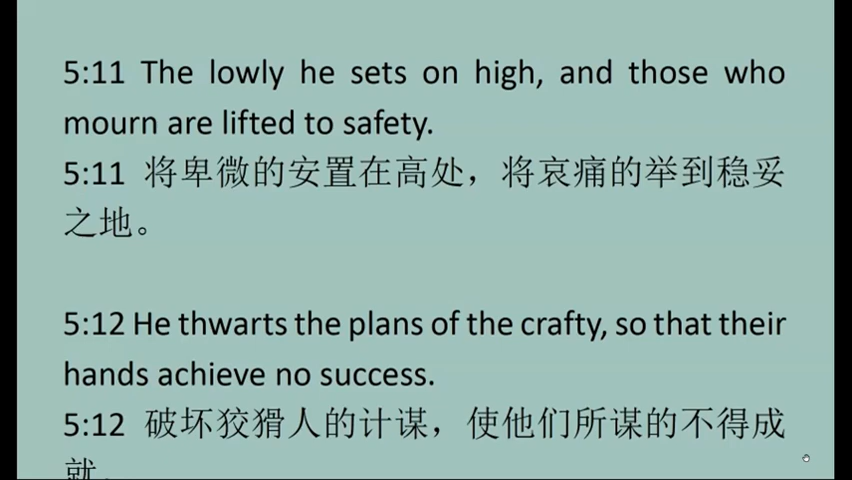 5:11 The lowly he sets on high, and those who
mourn are lifted to safety.
5:11 将卑微的安置在高处，将哀痛的举到稳妥
之地。
5:12 He thwarts the plans of the crafty, so that their
hands achieve no success.
5:12 破坏狡猾人的计谋，使他们所谋的不得成
就.